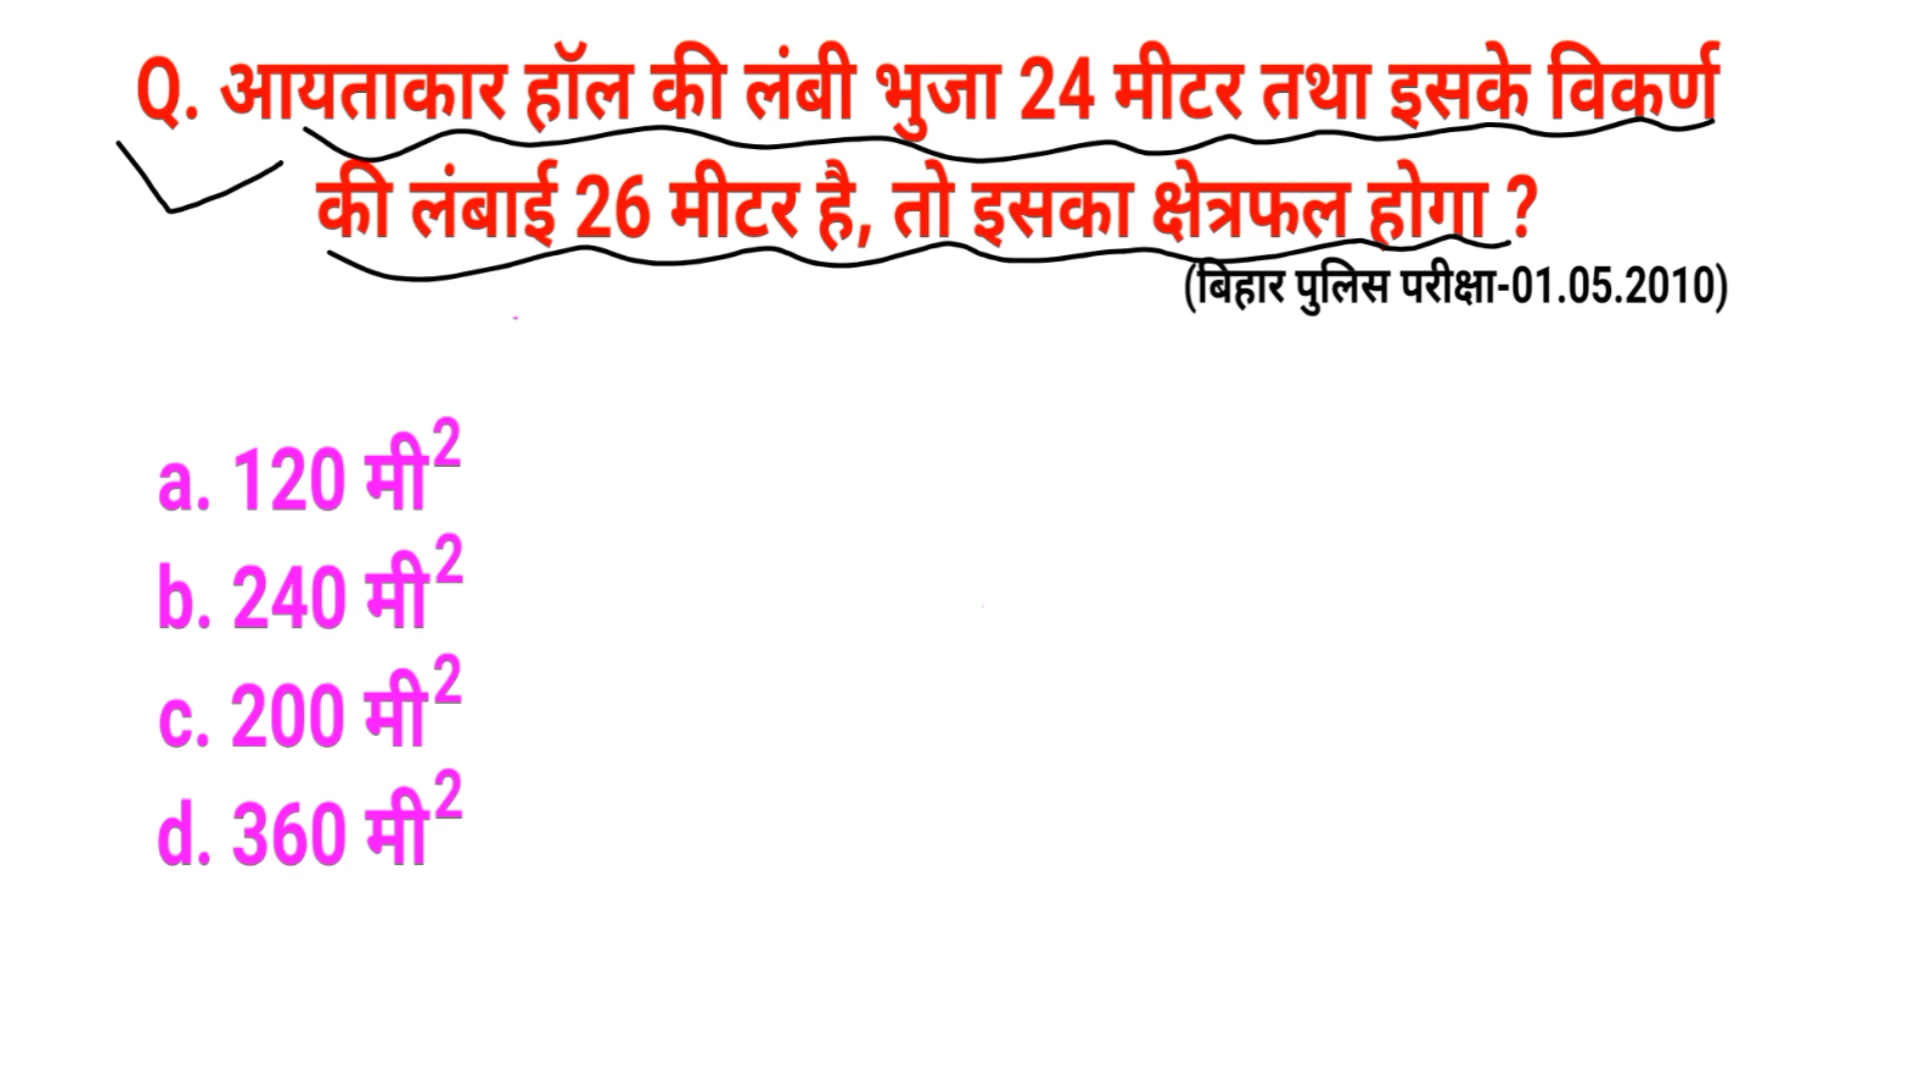 Q. आयताकार हॉल की लंबी भुजा 24 मीटर तथा इसके विकर्ण
की लंबाई 26 मीटर है, तो इसका क्षेत्रफल होगा ?
(बिहार पुलिस परीक्षा-01.05.2010)
a. 120 मी²
b. 240 मी²
c. 200 मी²
d. 360 मी²